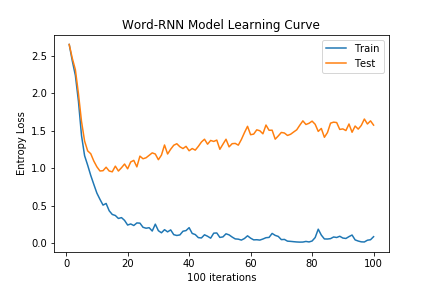 Word-RNN Model Learning Curve
Entropy Loss
2.5
2.0
1.5
1.0
0.5
0.0
Train
Test
0 20 40 60 80 100
100 iterations